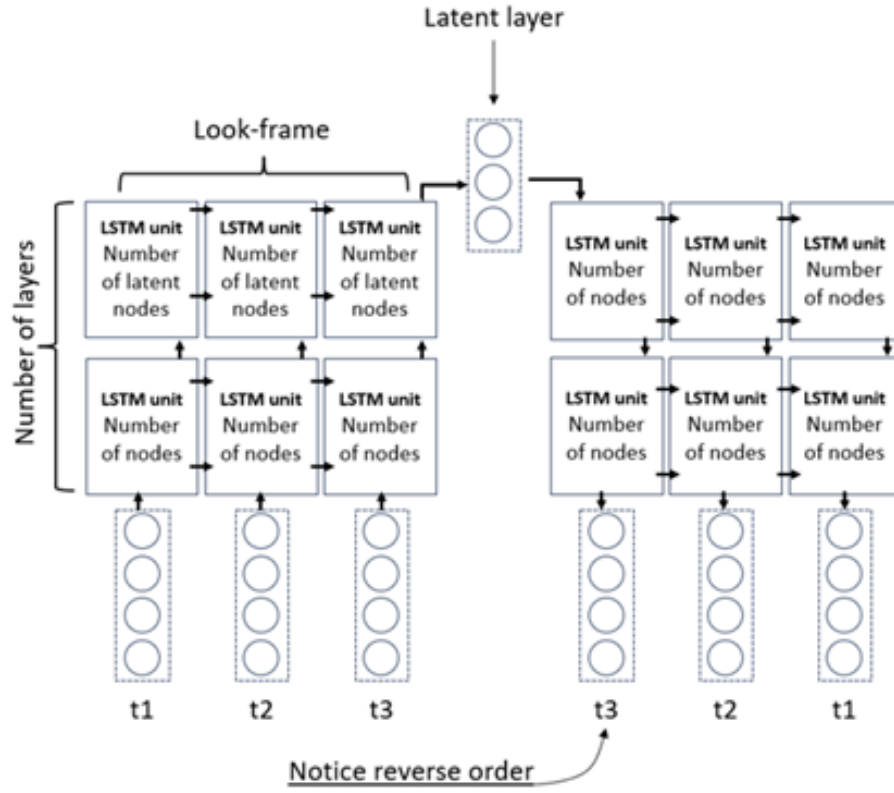 Latent layer
Look-frame
Number of layers
LSTM unit
Number
of latent
nodes
LSTM unit
Number
of latent
nodes
LSTM unit
Number
of latent
nodes
LSTM unit
Number
of nodes
LSTM unit
Number
of nodes
LSTM unit
Number
of nodes
LSTM unit
Number
of nodes
LSTM unit
Number
of nodes
LSTM unit
Number
of nodes
LSTM unit
Number
of nodes
LSTM unit
Number
of nodes
LSTM unit
Number
of nodes
t1
t2
t3
t3
t2
t1
Notice reverse order